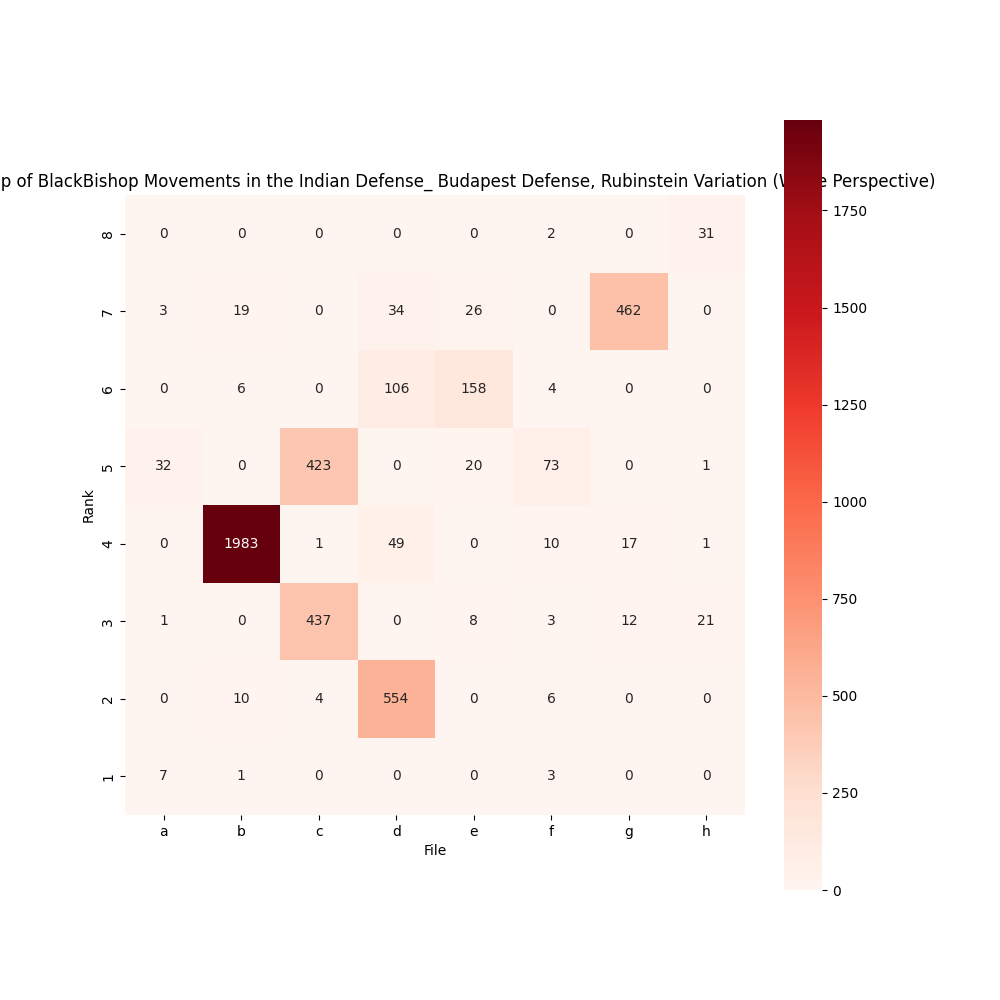 p of BlackBishop Movements in the Indian Defense_ Budapest Defense, Rubinstein Variation Perspective)
8 0 0 0 0 0 2 0 31
7 3 19 0 34 26 0 462 0
6 0 6 0 106 158 4 0 0
5 32 0 423 0 20 73 0 1
4 0 1983 1 49 0 10 17 1
3 1 0 437 0 8 3 12 21
2 0 10 4 554 0 6 0 0
1 7 1 0 0 0 3 0 0
Rank
a b c d e f g h
File
1750
1500
1250
1000
750
500
250
0